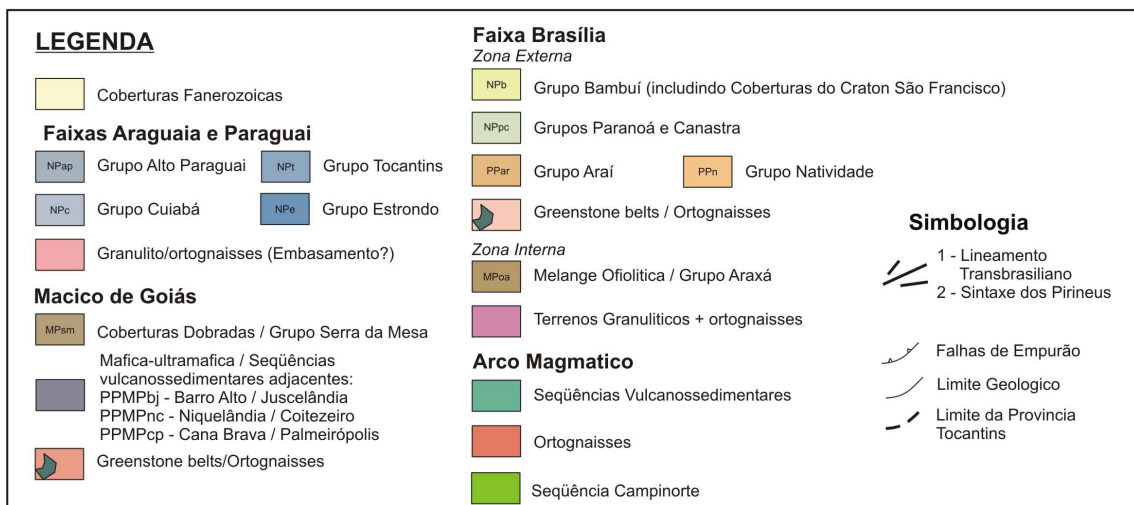 LEGENDA
Coberturas Fanerozoicas
Faixas Araguaia e Paraguai
NPap Grupo Alto Paraguai NPt Grupo Tocantins
NPc Grupo Cuiabá NPe Grupo Estrondo
Granulito/ortognaisses (Embasamento?)
Macico de Goiás
MPsm Coberturas Dobradas / Grupo Serra da Mesa
Mafica-ultramafica / Seqüências
vulcanossedimentares adjacentes:
PPMPbj - Barro Alto / Juscelândia
PPMPnc - Niquelândia / Coitezeiro
PPMPcp - Cana Brava / Palmeirópolis
Greenstone belts/Ortognaisses
Faixa Brasília
Zona Externa
NPb Grupo Bambuí (includindo Coberturas do Craton São Francisco)
NPpc Grupos Paranoá e Canastra
PPar Grupo Araí PPn Grupo Natividade
Greenstone belts / Ortognaisses
Zona Interna
MPoa Melange Ofiolitica / Grupo Araxá
Terrenos Granuliticos + ortognaisses
Arco Magmatico
Seqüências Vulcanossedimentares
Ortognaisses
Seqüência Campinorte
Simbologia
1 - Lineamento
Transbrasiliano
2 - Sintaxe dos Pirineus
Falhas de Empurão
Limite Geologico
Limite da Provincia
Tocantins